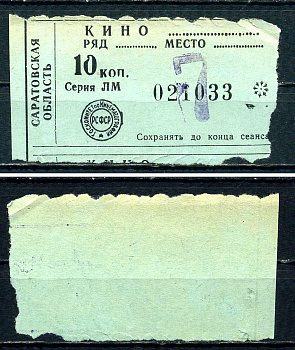 САРАТОВСКАЯ
ОБЛАСТЬ
КИНО
РЯД .......... МЕСТО ..........
10 коп.
Серия ЛМ
021033
7
РСФСР
Сохранять до конца сеанса